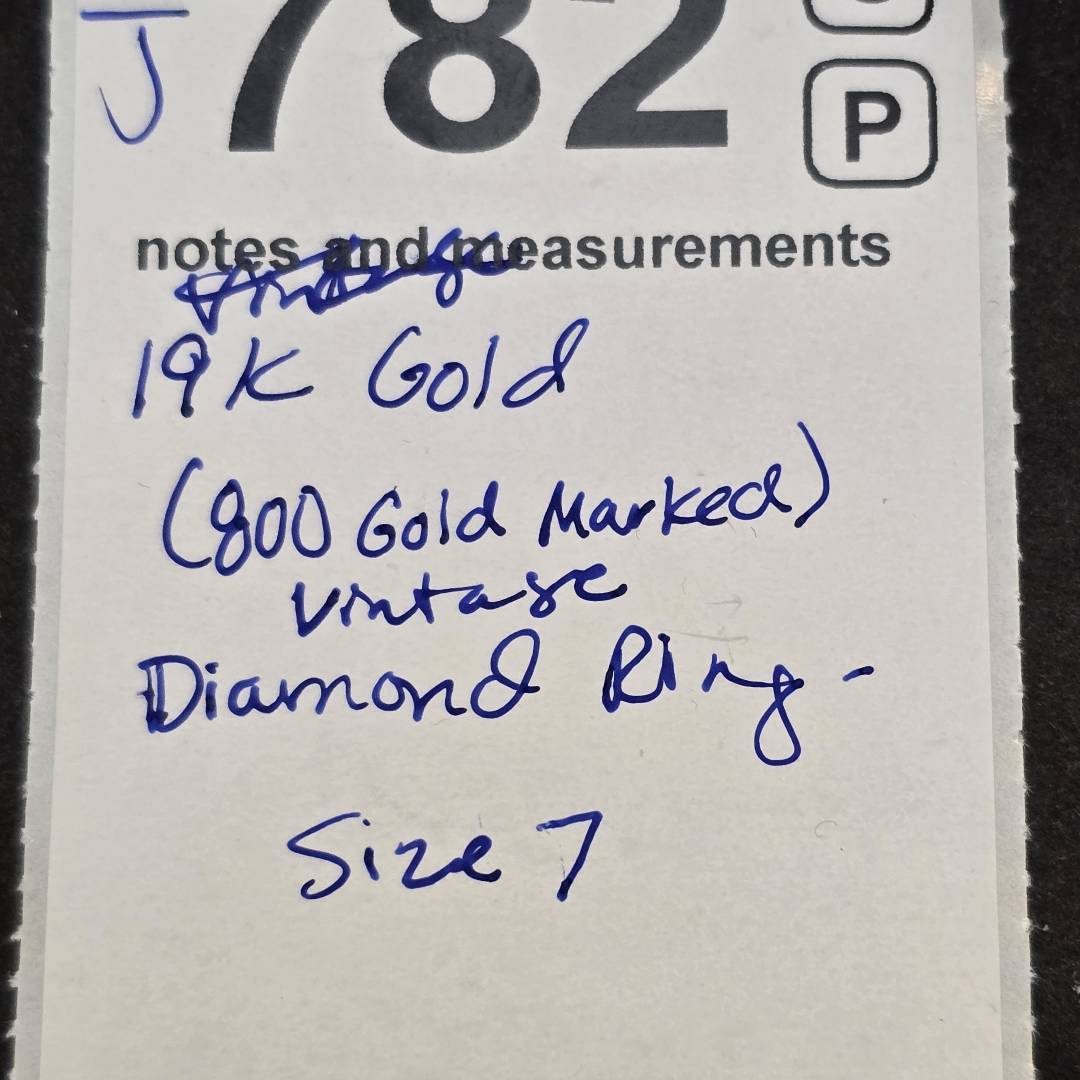 J 782
P
notes and measurements
19K Gold
(800 Gold Marked)
Vintage
Diamond Ring -
Size 7